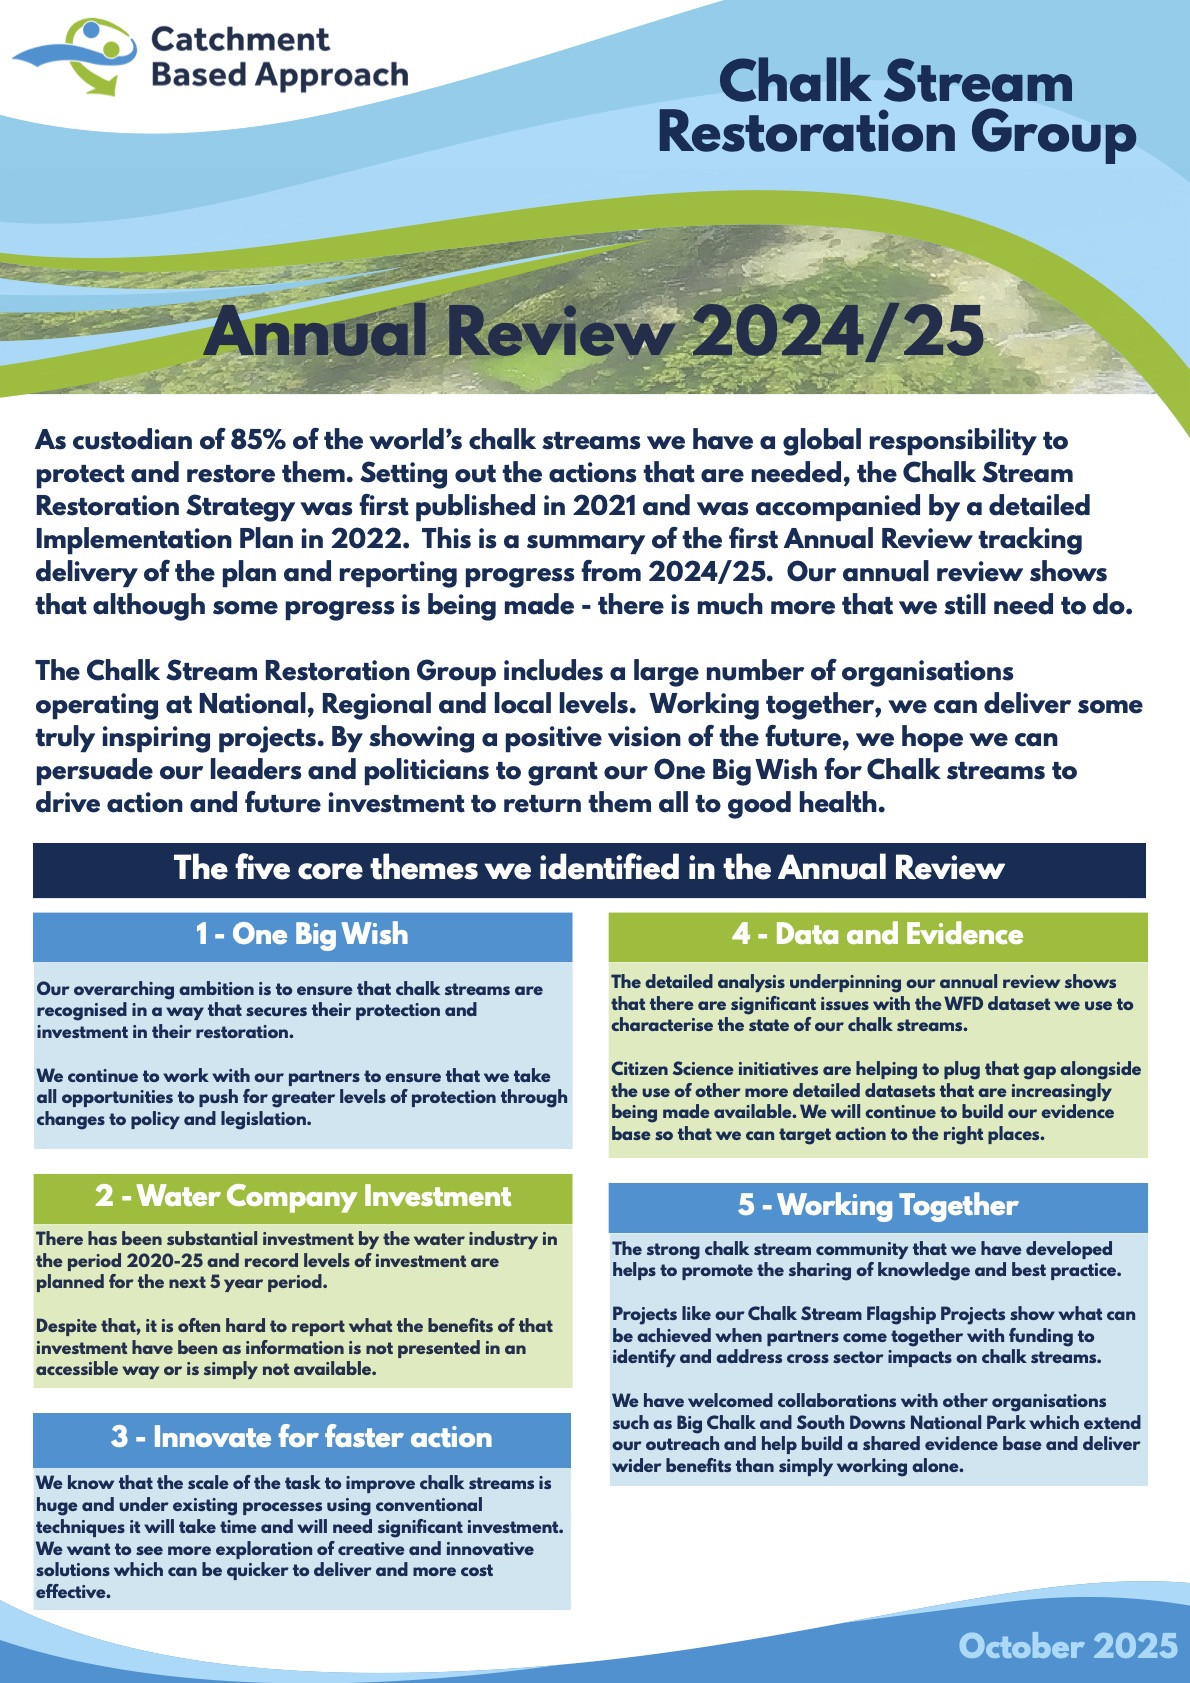 Catchment
Based Approach
Chalk Stream
Restoration Group
Annual Review 2024/25
As custodian of 85% of the world's chalk streams we have a global responsibility to
protect and restore them. Setting out the actions that are needed, the Chalk Stream
Restoration Strategy was first published in 2021 and was accompanied by a detailed
Implementation Plan in 2022.  This is a summary of the first Annual Review tracking
delivery of the plan and reporting progress from 2024/25.  Our annual review shows
that although some progress is being made - there is much more that we still need to do.
The Chalk Stream Restoration Group includes a large number of organisations
operating at National, Regional and local levels.  Working together, we can deliver some
truly inspiring projects. By showing a positive vision of the future, we hope we can
persuade our leaders and politicians to grant our One Big Wish for Chalk streams to
drive action and future investment to return them all to good health.
The five core themes we identified in the Annual Review
1 - One Big Wish
Our overarching ambition is to ensure that chalk streams are
recognised in a way that secures their protection and
investment in their restoration.
We continue to work with our partners to ensure that we take
all opportunities to push for greater levels of protection through
changes to policy and legislation.
2 - Water Company Investment
There has been substantial investment by the water industry in
the period 2020-25 and record levels of investment are
planned for the next 5 year period.
Despite that, it is often hard to report what the benefits of that
investment have been as information is not presented in an
accessible way or is simply not available.
3 - Innovate for faster action
We know that the scale of the task to improve chalk streams is
huge and under existing processes using conventional
techniques it will take time and will need significant investment.
We want to see more exploration of creative and innovative
solutions which can be quicker to deliver and more cost
effective.
4 - Data and Evidence
The detailed analysis underpinning our annual review shows
that there are significant issues with the WFD dataset we use to
characterise the state of our chalk streams.
Citizen Science initiatives are helping to plug that gap alongside
the use of other more detailed datasets that are increasingly
being made available. We will continue to build our evidence
base so that we can target action to the right places.
5 - Working Together
The strong chalk stream community that we have developed
helps to promote the sharing of knowledge and best practice.
Projects like our Chalk Stream Flagship Projects show what can
be achieved when partners come together with funding to
identify and address cross sector impacts on chalk streams.
We have welcomed collaborations with other organisations
such as Big Chalk and South Downs National Park which extend
our outreach and help build a shared evidence base and deliver
wider benefits than simply working alone.
October 2025